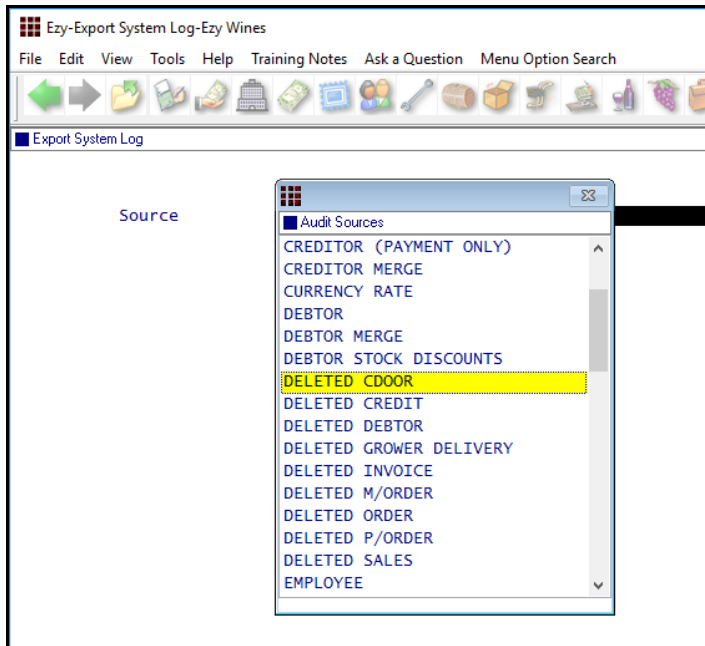 Ezy-Export System Log-Ezy Wines
File Edit View Tools Help Training Notes Ask a Question Menu Option Search
Export System Log
Source
Audit Sources
CREDITOR (PAYMENT ONLY)
CREDITOR MERGE
CURRENCY RATE
DEBTOR
DEBTOR MERGE
DEBTOR STOCK DISCOUNTS
DELETED CDOOR
DELETED CREDIT
DELETED DEBTOR
DELETED GROWER DELIVERY
DELETED INVOICE
DELETED M/ORDER
DELETED ORDER
DELETED P/ORDER
DELETED SALES
EMPLOYEE